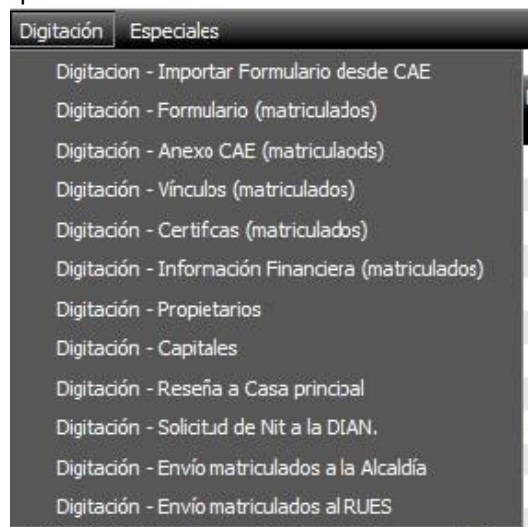 Digitación Especiales
Digitacion - Importar Formulario desde CAE
Digitación - Formulario (matriculados)
Digitación - Anexo CAE (matriculaods)
Digitación - Vínculos (matriculados)
Digitación - Certifcas (matriculados)
Digitación - Información Financiera (matriculados)
Digitación - Propietarios
Digitación - Capitales
Digitación - Reseña a Casa principal
Digitación - Solicitud de Nit a la DIAN.
Digitación - Envío matriculados a la Alcaldía
Digitación - Envío matriculados al RUES